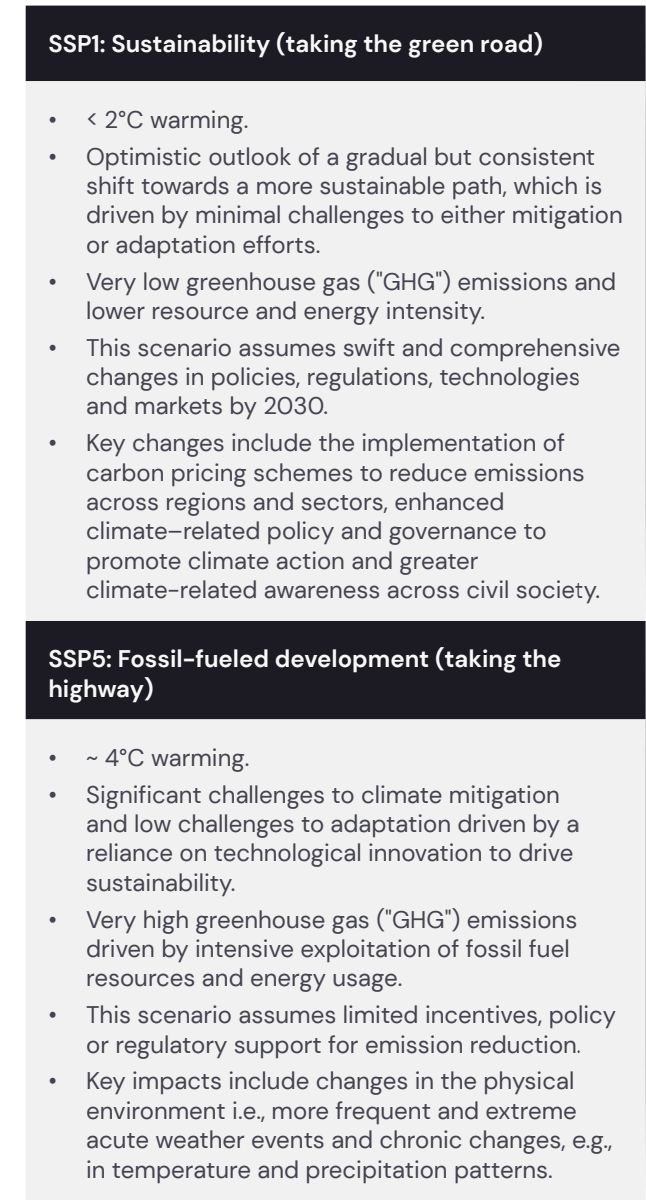 SSP1: Sustainability (taking the green road)
• < 2°C warming.
• Optimistic outlook of a gradual but consistent
shift towards a more sustainable path, which is
driven by minimal challenges to either mitigation
or adaptation efforts.
• Very low greenhouse gas ("GHG") emissions and
lower resource and energy intensity.
• This scenario assumes swift and comprehensive
changes in policies, regulations, technologies
and markets by 2030.
• Key changes include the implementation of
carbon pricing schemes to reduce emissions
across regions and sectors, enhanced
climate–related policy and governance to
promote climate action and greater
climate-related awareness across civil society.
SSP5: Fossil-fueled development (taking the
highway)
• ~ 4°C warming.
• Significant challenges to climate mitigation
and low challenges to adaptation driven by a
reliance on technological innovation to drive
sustainability.
• Very high greenhouse gas ("GHG") emissions
driven by intensive exploitation of fossil fuel
resources and energy usage.
• This scenario assumes limited incentives, policy
or regulatory support for emission reduction.
• Key impacts include changes in the physical
environment i.e., more frequent and extreme
acute weather events and chronic changes, e.g.,
in temperature and precipitation patterns.